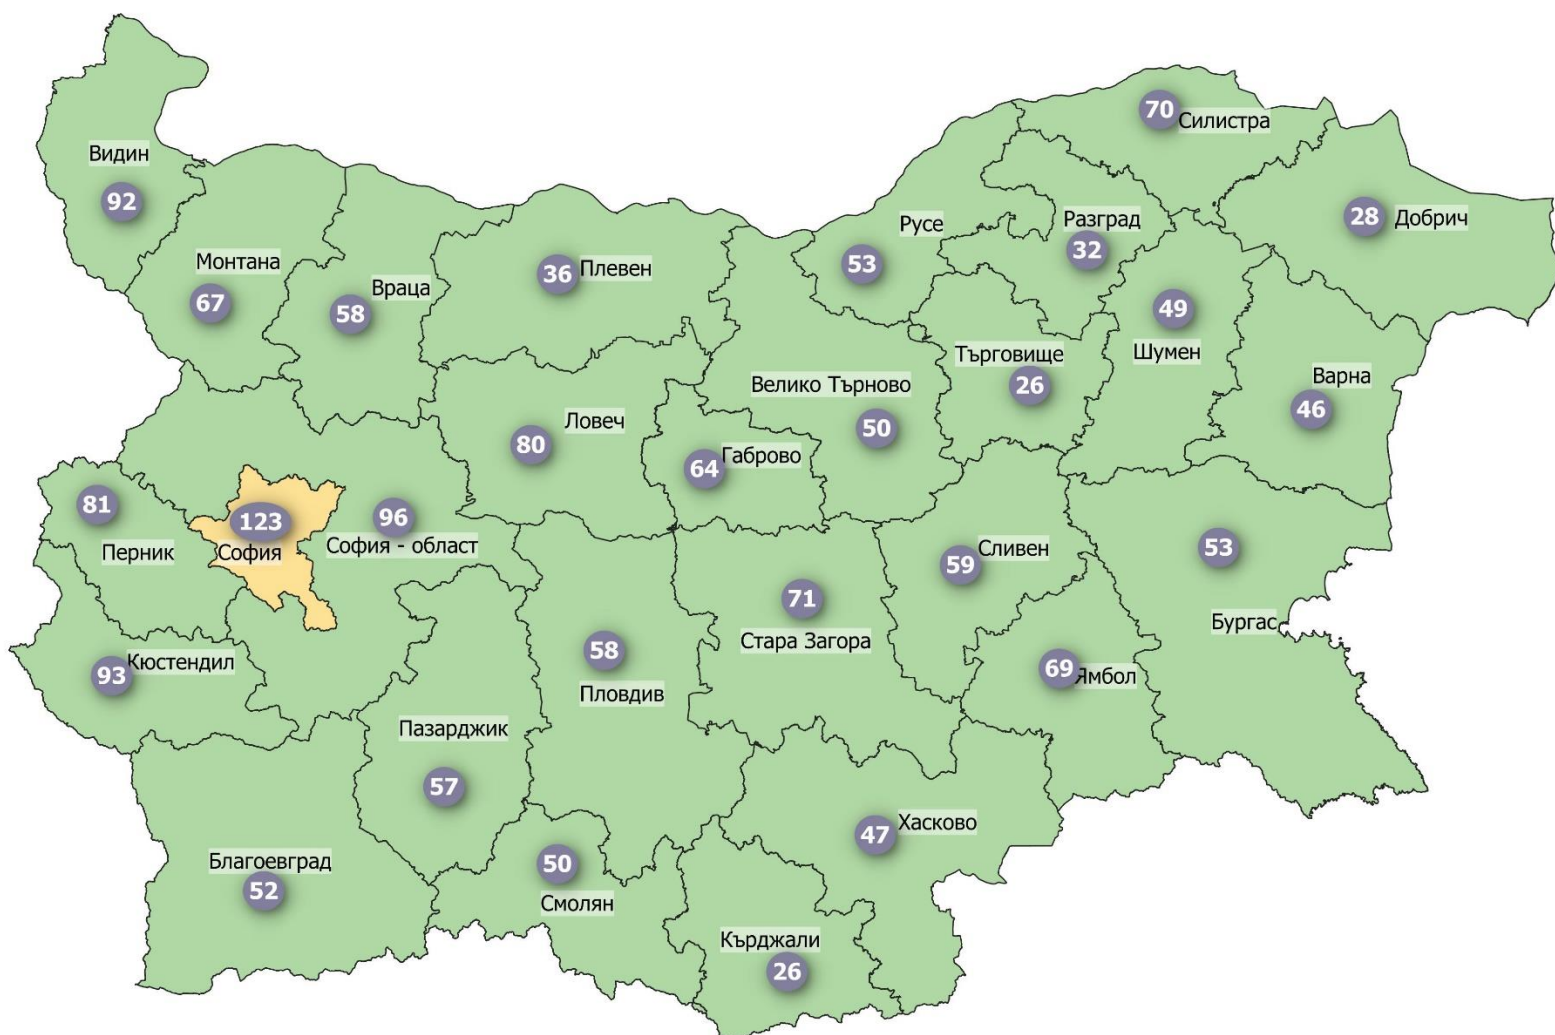 70
Силистра
Видин
92
28
Добрич
Русе
53
Разград
32
Монтана
67
Враца
58
36
Плевен
49
Шумен
Търговище
26
Варна
46
Велико Търново
50
Ловеч
80
64
Габрово
81
Перник
123
София
96
София - област
Сливен
59
53
Бургас
71
Стара Загора
Кюстендил
93
58
Пловдив
69
Ямбол
Пазарджик
57
47
Хасково
Благоевград
52
50
Смолян
Кърджали
26